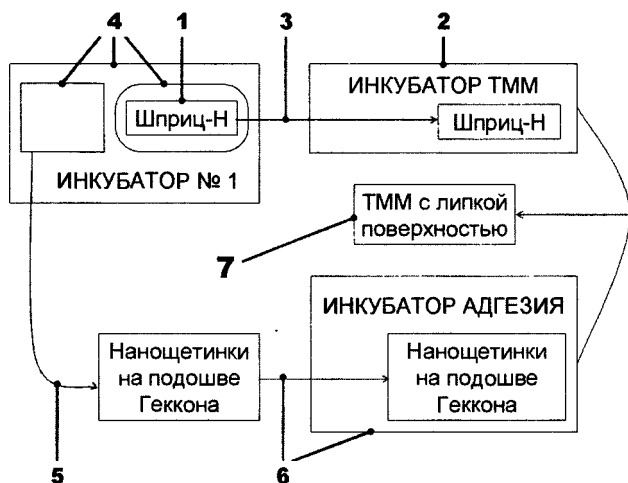 4
1
3
2
Шприц-Н
ИНКУБАТОР № 1
ИНКУБАТОР ТММ
Шприц-Н
ТММ с липкой
поверхностью
7
ИНКУБАТОР АДГЕЗИЯ
Нанощетинки
на подошве
Геккона
Нанощетинки
на подошве
Геккона
5
6